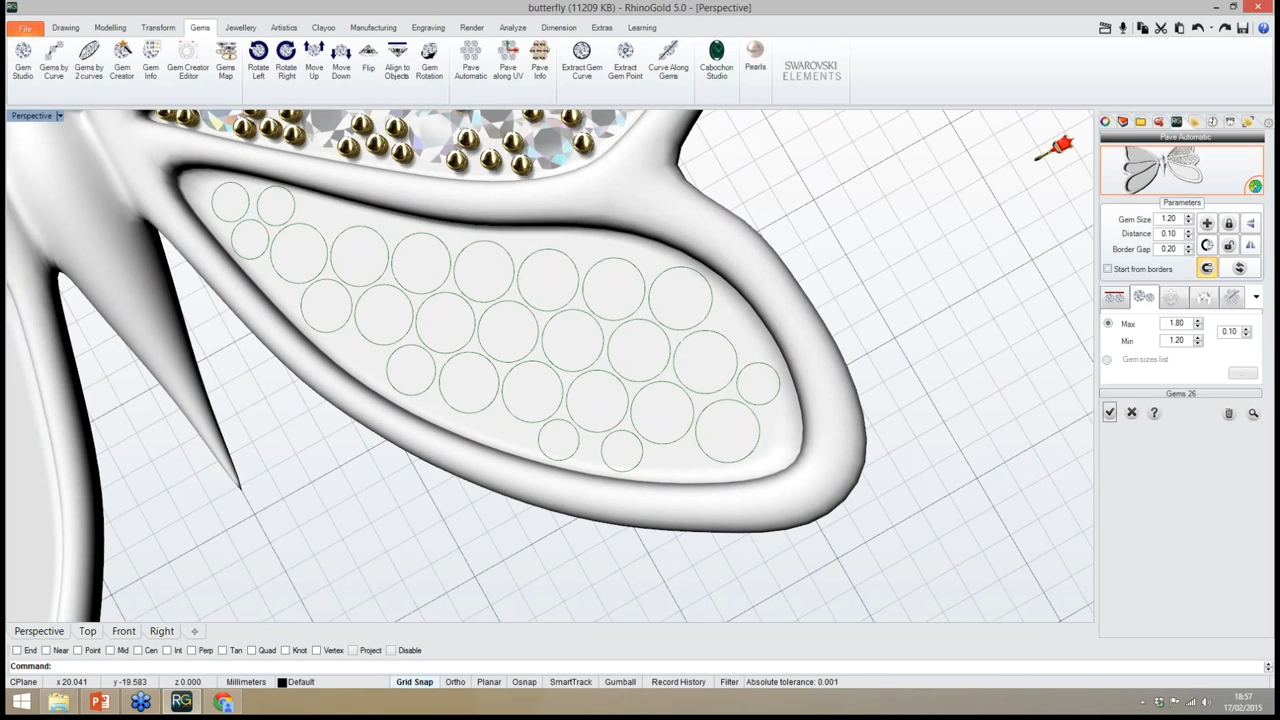 butterfly (11209 KB) - RhinoGold 5.0 - [Perspective]
File Drawing Modelling Transform Gems Jewellery Artistics Clayoo Manufacturing Engraving Render Analyze Dimension Extras Learning
Gem Studio
Gems by Curve
Gems by 2 curves
Gem Creator
Gem Info
Gem Creator Editor
Gems Map
Rotate Left
Rotate Right
Move Up
Move Down
Flip
Align to Objects
Gem Rotation
Pave Automatic
Pave along UV
Pave Info
Extract Gem Curve
Extract Gem Point
Curve Along Gems
Cabochon Studio
Pearls
SWAROVSKI ELEMENTS
Perspective
Pave Automatic
Parameters
Gem Size 1.20
Distance 0.10
Border Gap 0.20
Start from borders
Max 1.80
Min 1.20
0.10
Gem sizes list
...
Gems 26
Perspective Top Front Right
End Near Point Mid Cen Int Perp Tan Quad Knot Vertex Project Disable
Command:
CPlane x 20.041 y -19.583 z 0.000 Millimeters Default Grid Snap Ortho Planar Osnap SmartTrack Gumball Record History Filter Absolute tolerance: 0.001
RG
18:57
17/02/2015